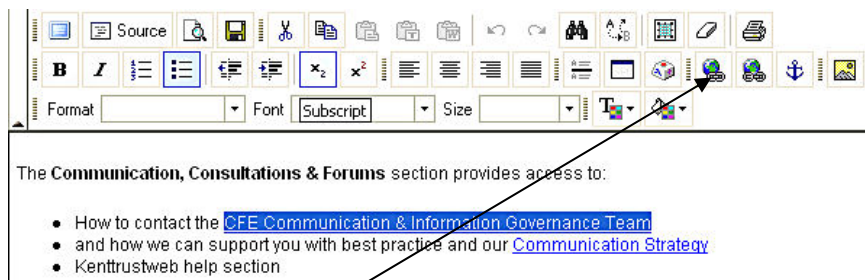 Source
B I x₂ x²
Format Font Subscript Size
The Communication, Consultations & Forums section provides access to:
How to contact the CFE Communication & Information Governance Team
and how we can support you with best practice and our Communication Strategy
Kenttrustweb help section